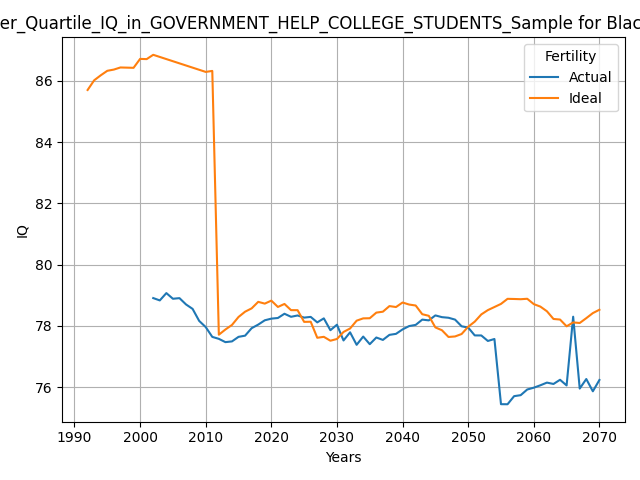 er_Quartile_IQ_in_GOVERNMENT_HELP_COLLEGE_STUDENTS_Sample for Blac
Fertility
Actual
Ideal
86
84
82
80
78
76
IQ
1990 2000 2010 2020 2030 2040 2050 2060 2070
Years